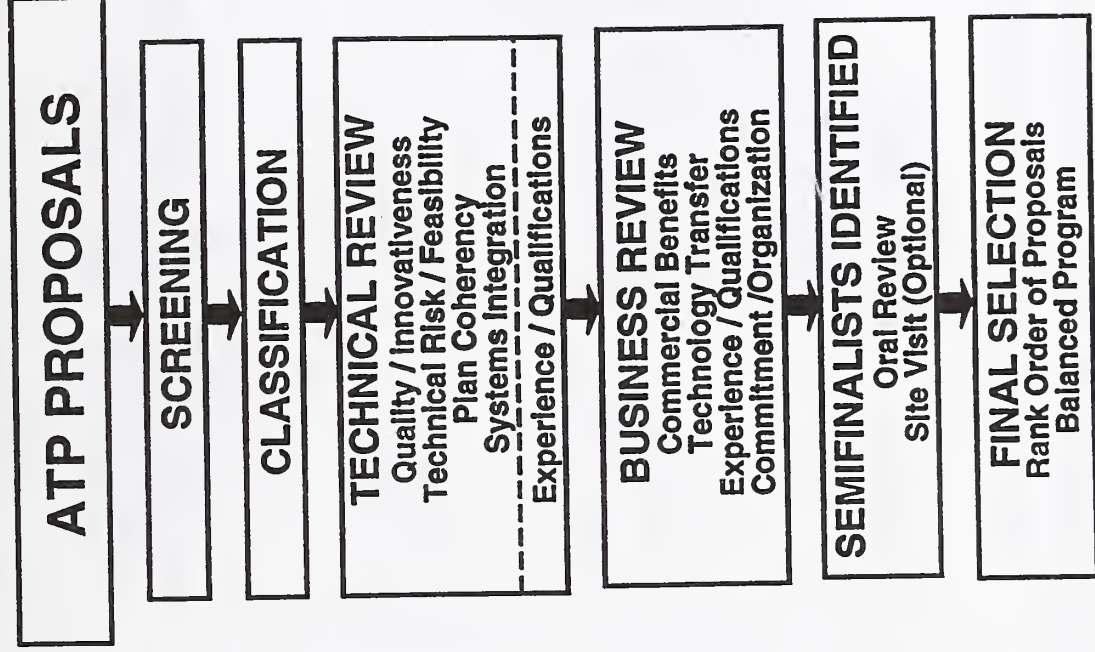 ATP PROPOSALS
SCREENING
CLASSIFICATION
TECHNICAL REVIEW
Quality / Innovativeness
Technical Risk / Feasibility
Plan Coherency
Systems Integration
Experience / Qualifications
BUSINESS REVIEW
Commercial Benefits
Technology Transfer
Experience / Qualifications
Commitment /Organization
SEMIFINALISTS IDENTIFIED
Oral Review
Site Visit (Optional)
FINAL SELECTION
Rank Order of Proposals
Balanced Program